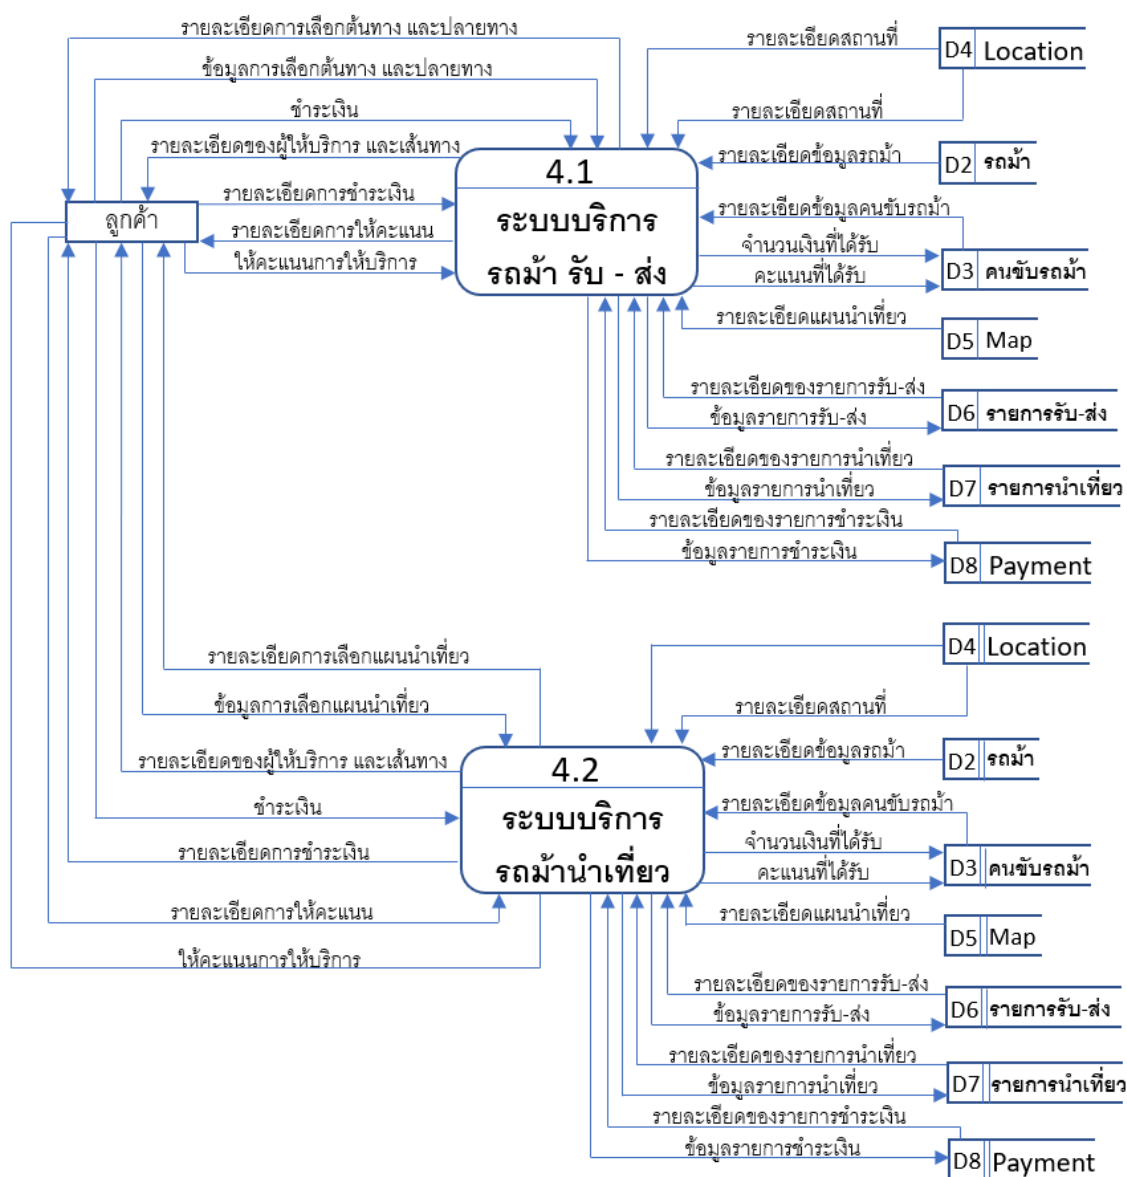 รายละเอียดการเลือกต้นทาง และปลายทาง
รายละเอียดสถานที่
D4 Location
ข้อมูลการเลือกต้นทาง และปลายทาง
ชำระเงิน
รายละเอียดสถานที่
รายละเอียดของผู้ให้บริการ และเส้นทาง
4.1
รายละเอียดข้อมูลรถม้า
D2 รถม้า
รายละเอียดการชำระเงิน
ลูกค้า
ระบบบริการ
รถม้า รับ - ส่ง
รายละเอียดข้อมูลคนขับรถม้า
รายละเอียดการให้คะแนน
จำนวนเงินที่ได้รับ
ให้คะแนนการให้บริการ
คะแนนที่ได้รับ
D3 คนขับรถม้า
รายละเอียดแผนนำเที่ยว
D5 Map
รายละเอียดของรายการรับ-ส่ง
ข้อมูลรายการรับ-ส่ง
D6 รายการรับ-ส่ง
รายละเอียดของรายการนำเที่ยว
ข้อมูลรายการนำเที่ยว
D7 รายการนำเที่ยว
รายละเอียดของรายการชำระเงิน
ข้อมูลรายการชำระเงิน
D8 Payment
รายละเอียดการเลือกแผนนำเที่ยว
D4 Location
ข้อมูลการเลือกแผนนำเที่ยว
รายละเอียดสถานที่
รายละเอียดของผู้ให้บริการ และเส้นทาง
4.2
รายละเอียดข้อมูลรถม้า
D2 รถม้า
ชำระเงิน
ระบบบริการ
รถม้านำเที่ยว
รายละเอียดข้อมูลคนขับรถม้า
รายละเอียดการชำระเงิน
จำนวนเงินที่ได้รับ
คะแนนที่ได้รับ
D3 คนขับรถม้า
รายละเอียดการให้คะแนน
รายละเอียดแผนนำเที่ยว
D5 Map
ให้คะแนนการให้บริการ
รายละเอียดของรายการรับ-ส่ง
ข้อมูลรายการรับ-ส่ง
D6 รายการรับ-ส่ง
รายละเอียดของรายการนำเที่ยว
ข้อมูลรายการนำเที่ยว
D7 รายการนำเที่ยว
รายละเอียดของรายการชำระเงิน
ข้อมูลรายการชำระเงิน
D8 Payment